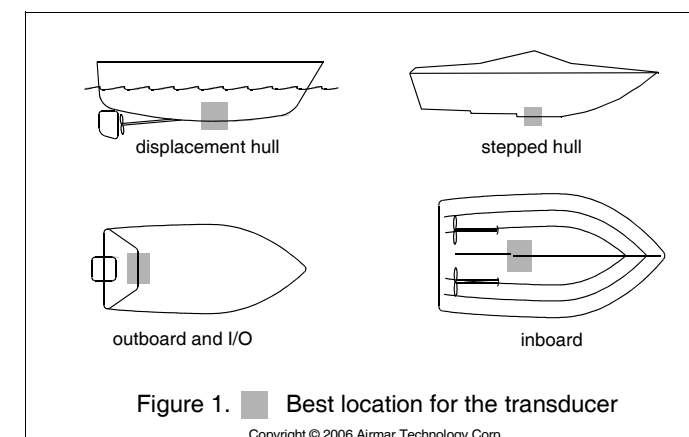 displacement hull
stepped hull
outboard and I/O
inboard
Figure 1. Best location for the transducer
Copyright © 2006 Airmar Technology Corp.